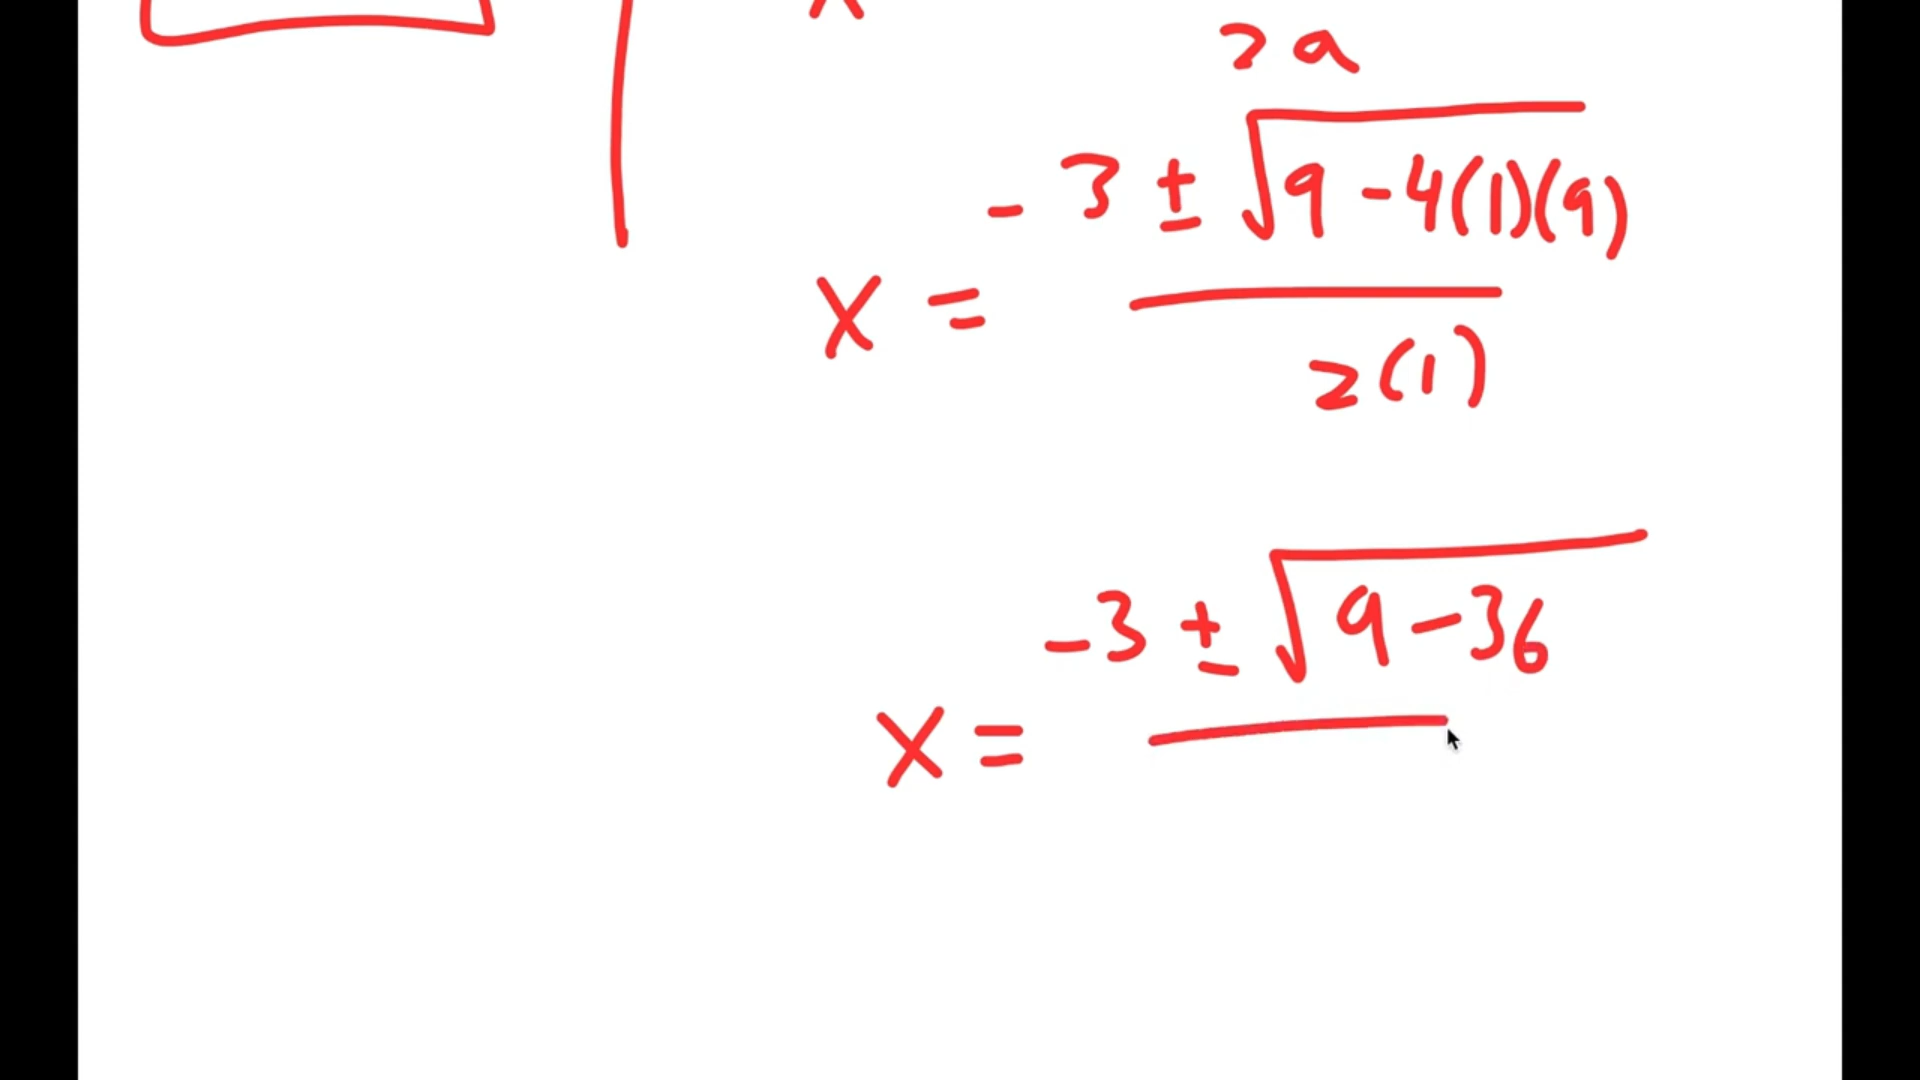 x
2a
-3 ± √9-4(1)(9)
x =
2(1)
-3 ± √9-36
x =